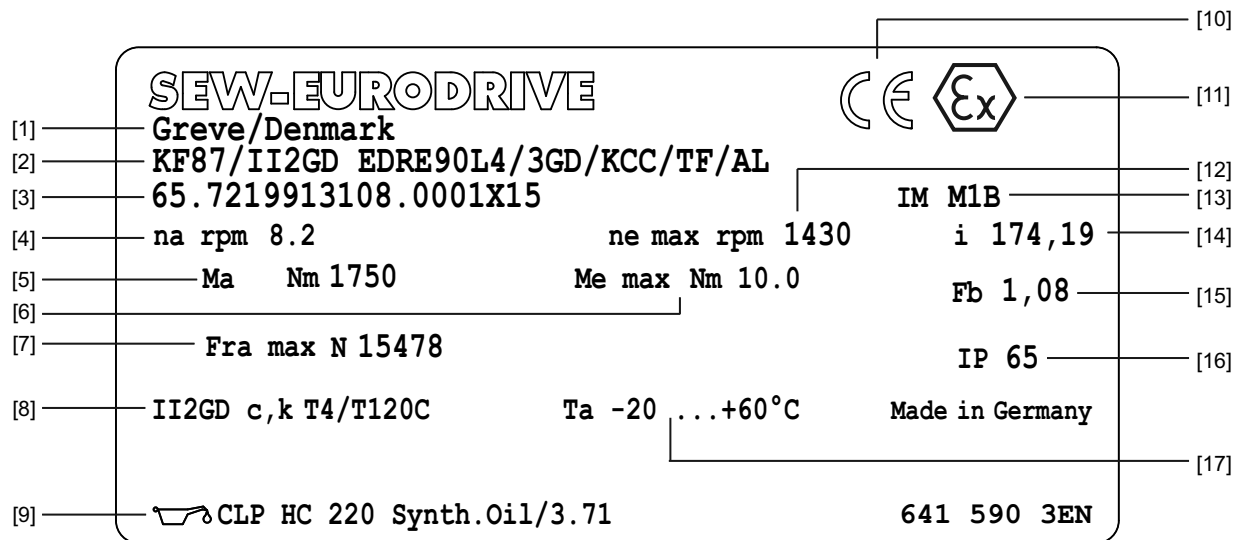 [10]
SEW-EURODRIVE CE Ex [11]
[1] Greve/Denmark
[2] KF87/II2GD EDRE90L4/3GD/KCC/TF/AL [12]
[3] 65.7219913108.0001X15 IM M1B [13]
[4] na rpm 8.2 ne max rpm 1430 i 174,19 [14]
[5] Ma Nm 1750 Me max Nm 10.0 Fb 1,08 [15]
[6]
[7] Fra max N 15478 IP 65 [16]
[8] II2GD c,k T4/T120C Ta -20 ...+60°C Made in Germany
[17]
[9] CLP HC 220 Synth.Oil/3.71 641 590 3EN